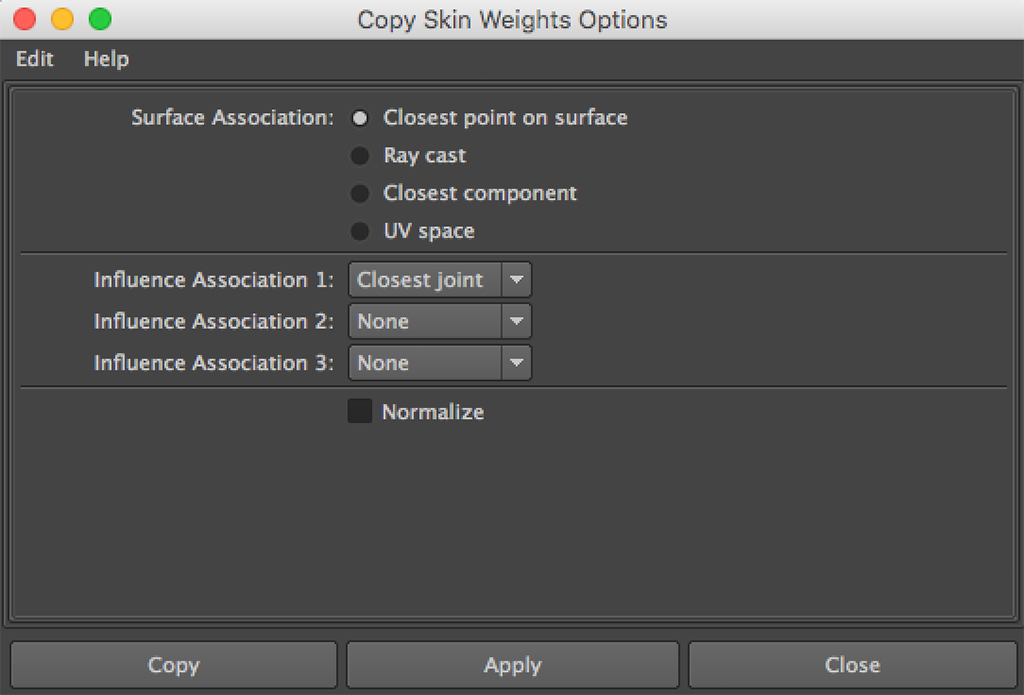 Copy Skin Weights Options
Edit Help
Surface Association: Closest point on surface
Ray cast
Closest component
UV space
Influence Association 1: Closest joint
Influence Association 2: None
Influence Association 3: None
Normalize
Copy Apply Close